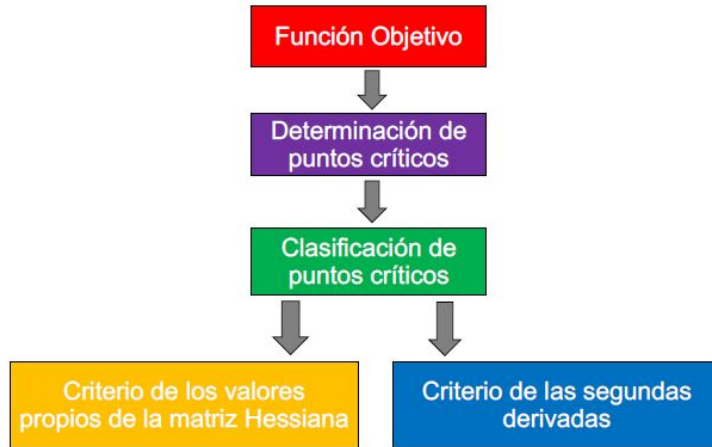 Función Objetivo
Determinación de
puntos críticos
Clasificación de
puntos críticos
Criterio de los valores
propios de la matriz Hessiana
Criterio de las segundas
derivadas